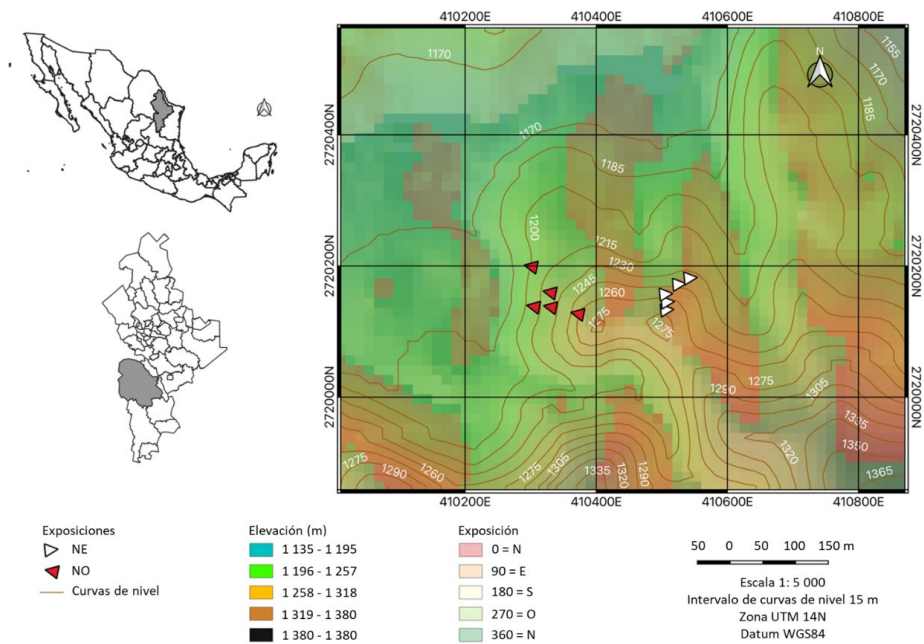 410200E 410400E 410600E 410800E
N
1170
1155
1170
1185
2720400N
2720400N
1170
1185
1200
1215
1230
2720200N
2720200N
1245
1260
1275
1275
2720000N
2720000N
1290
1275
1305
1335
1350
1320
1365
1275
1290
1260
1275
1305
1335
1320
1290
410200E 410400E 410600E 410800E
Exposiciones
NE
NO
Curvas de nivel
Elevación (m)
1 135 - 1 195
1 196 - 1 257
1 258 - 1 318
1 319 - 1 380
1 380 - 1 380
Exposición
0 = N
90 = E
180 = S
270 = O
360 = N
50 0 50 100 150 m
Escala 1: 5 000
Intervalo de curvas de nivel 15 m
Zona UTM 14N
Datum WGS84